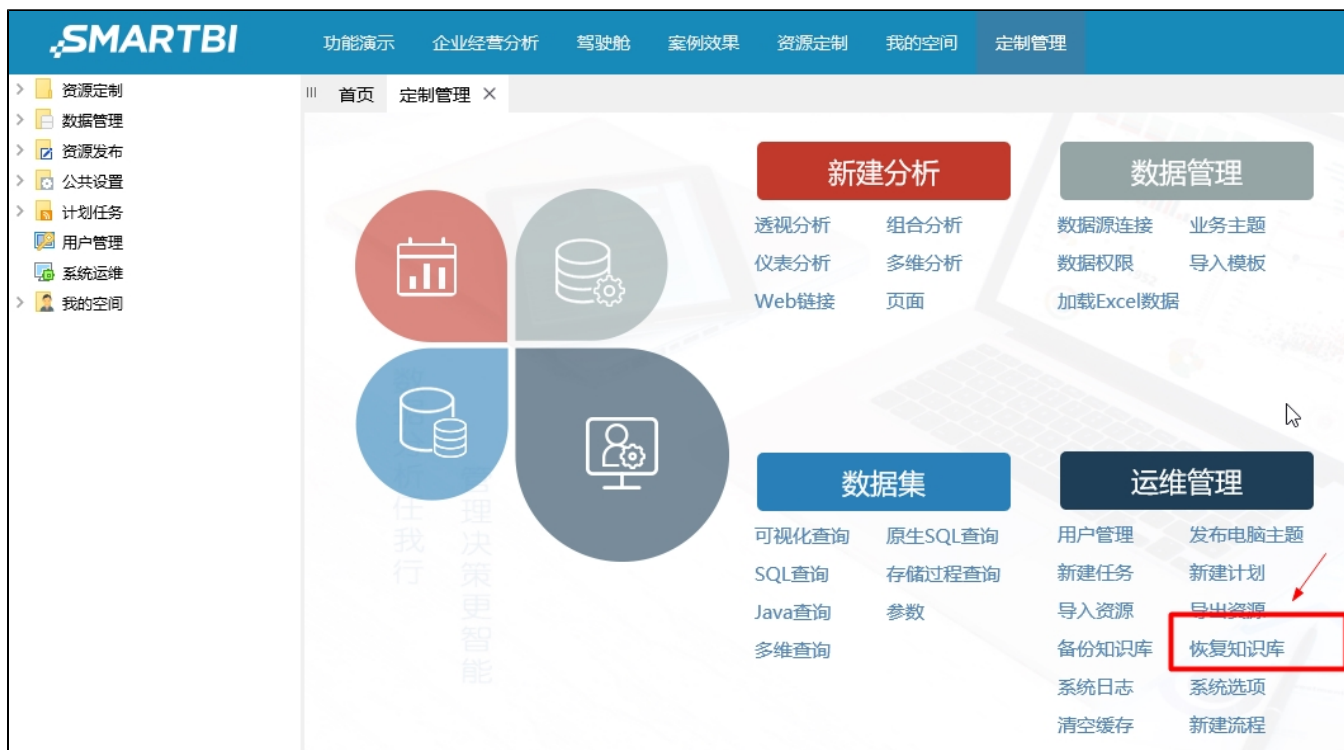 SMARTBI 功能演示 企业经营分析 驾驶舱 案例效果 资源定制 我的空间 定制管理
资源定制
数据管理
资源发布
公共设置
计划任务
用户管理
系统运维
我的空间
首页 定制管理
新建分析
透视分析 组合分析
仪表分析 多维分析
Web链接 页面
数据管理
数据源连接 业务主题
数据权限 导入模板
加载Excel数据
数据集
可视化查询 原生SQL查询
SQL查询 存储过程查询
Java查询 参数
多维查询
运维管理
用户管理 发布电脑主题
新建任务 新建计划
导入资源 导出资源
备份知识库 恢复知识库
系统日志 系统选项
清空缓存 新建流程